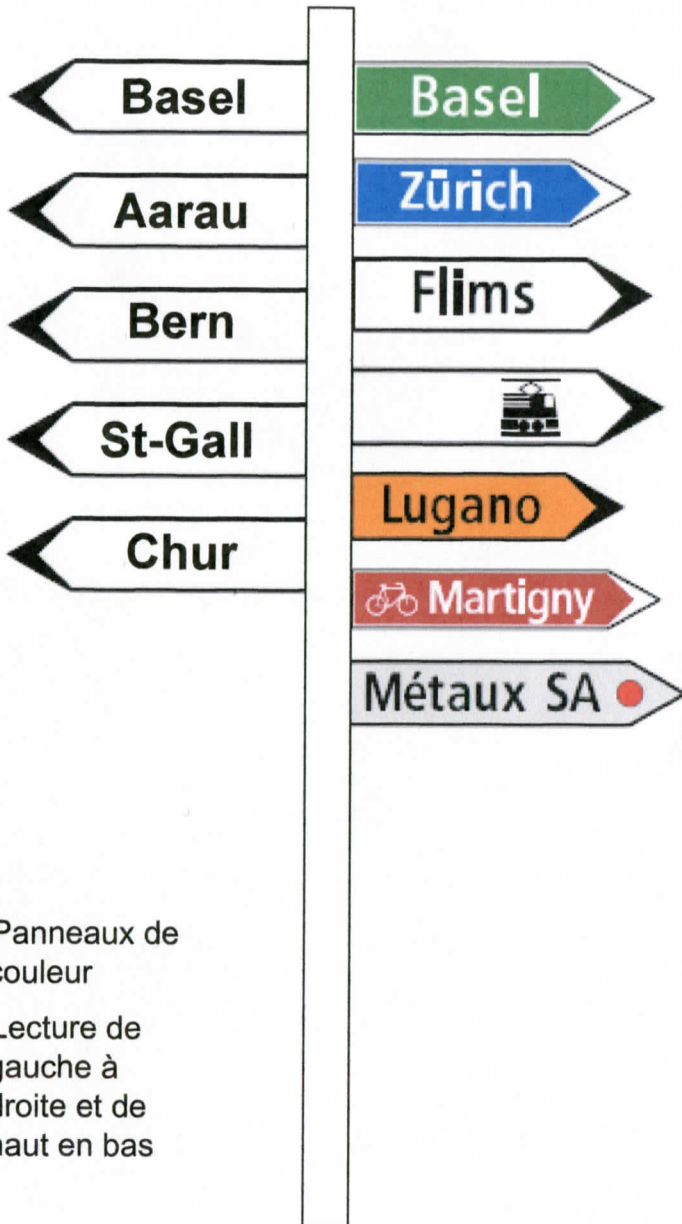 Basel
Aarau
Bern
St-Gall
Chur
Basel
Zürich
Flims
Lugano
Martigny
Métaux SA
Panneaux de
couleur
Lecture de
gauche à
droite et de
haut en bas